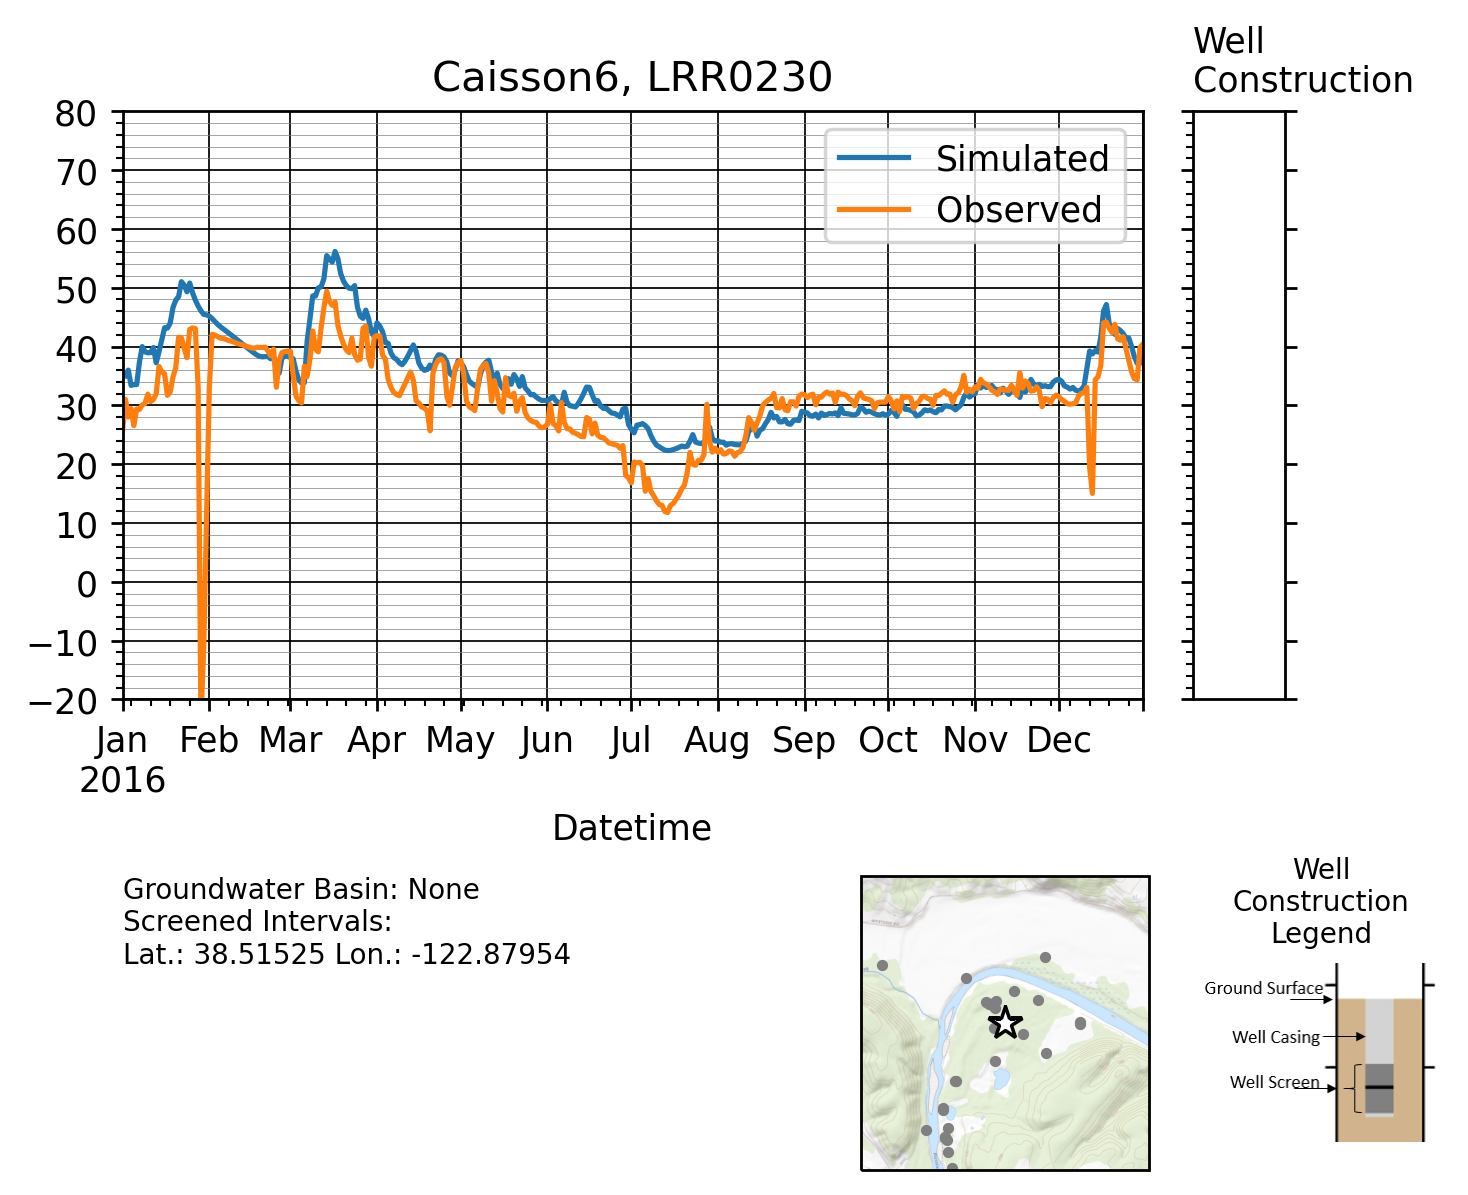 Well
Construction
Caisson6, LRR0230
80
70
60
50
40
30
20
10
0
−10
−20
Simulated
Observed
Jan Feb Mar Apr May Jun Jul Aug Sep Oct Nov Dec
2016
Datetime
Groundwater Basin: None
Screened Intervals:
Lat.: 38.51525 Lon.: -122.87954
Well
Construction
Legend
Ground Surface
Well Casing
Well Screen